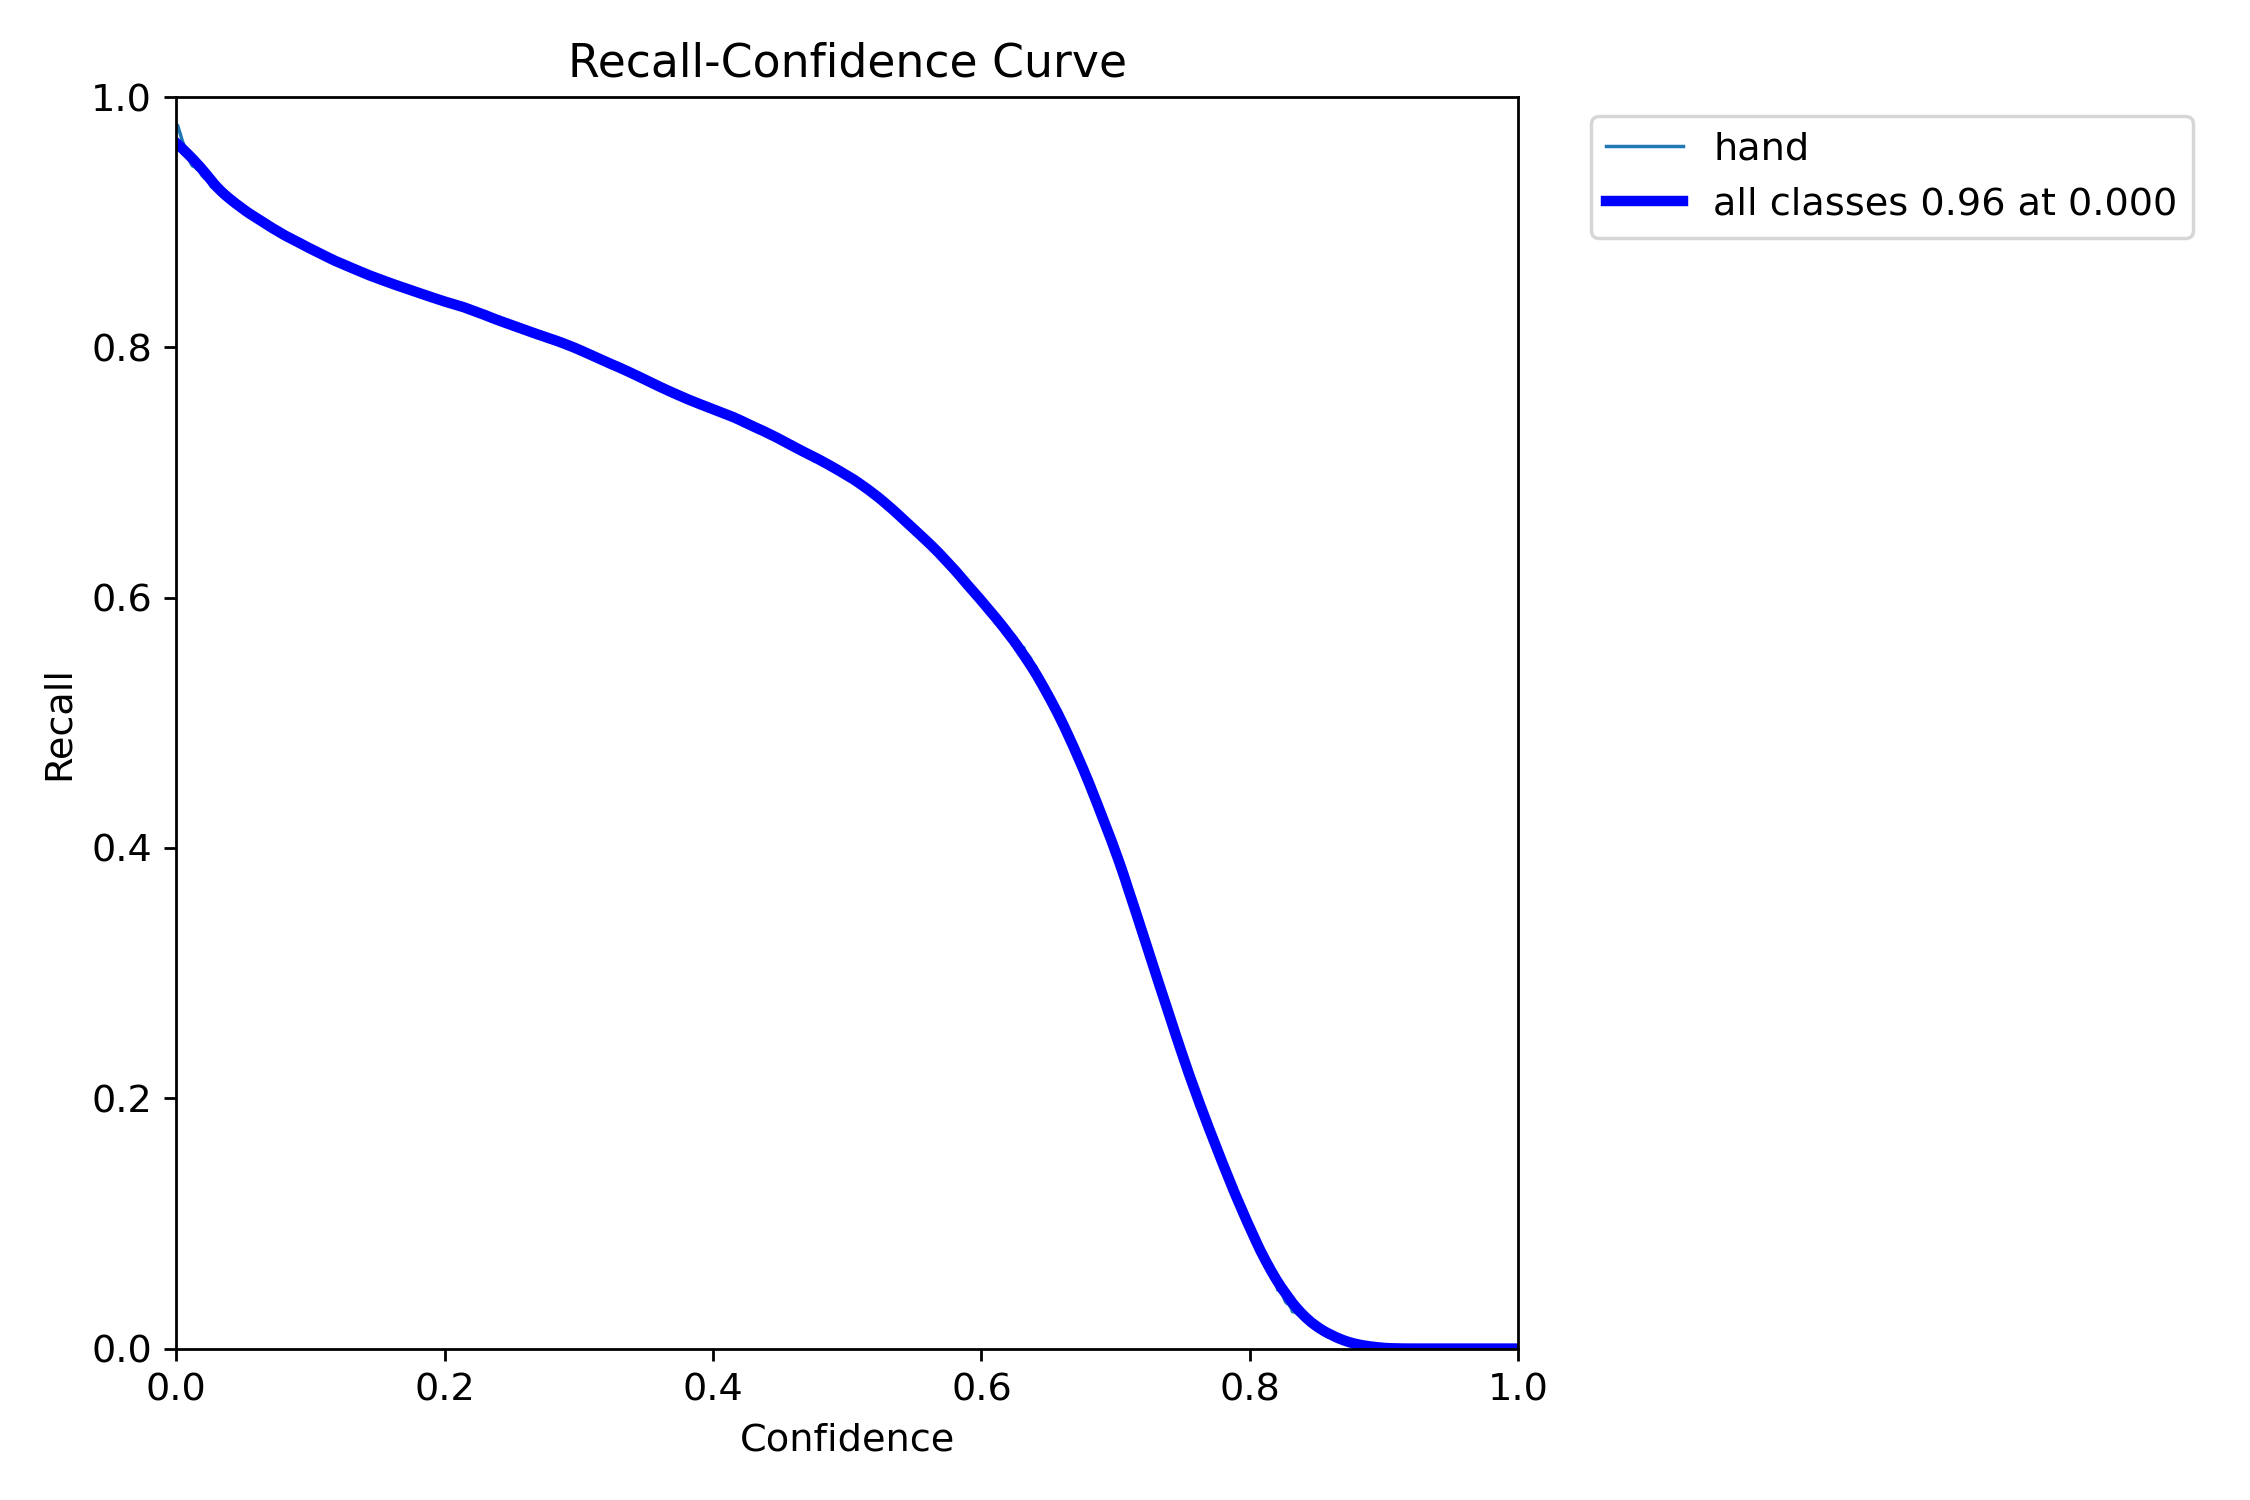 Recall-Confidence Curve
hand
all classes 0.96 at 0.000
1.0
0.8
0.6
0.4
0.2
0.0
Recall
0.0 0.2 0.4 0.6 0.8 1.0
Confidence